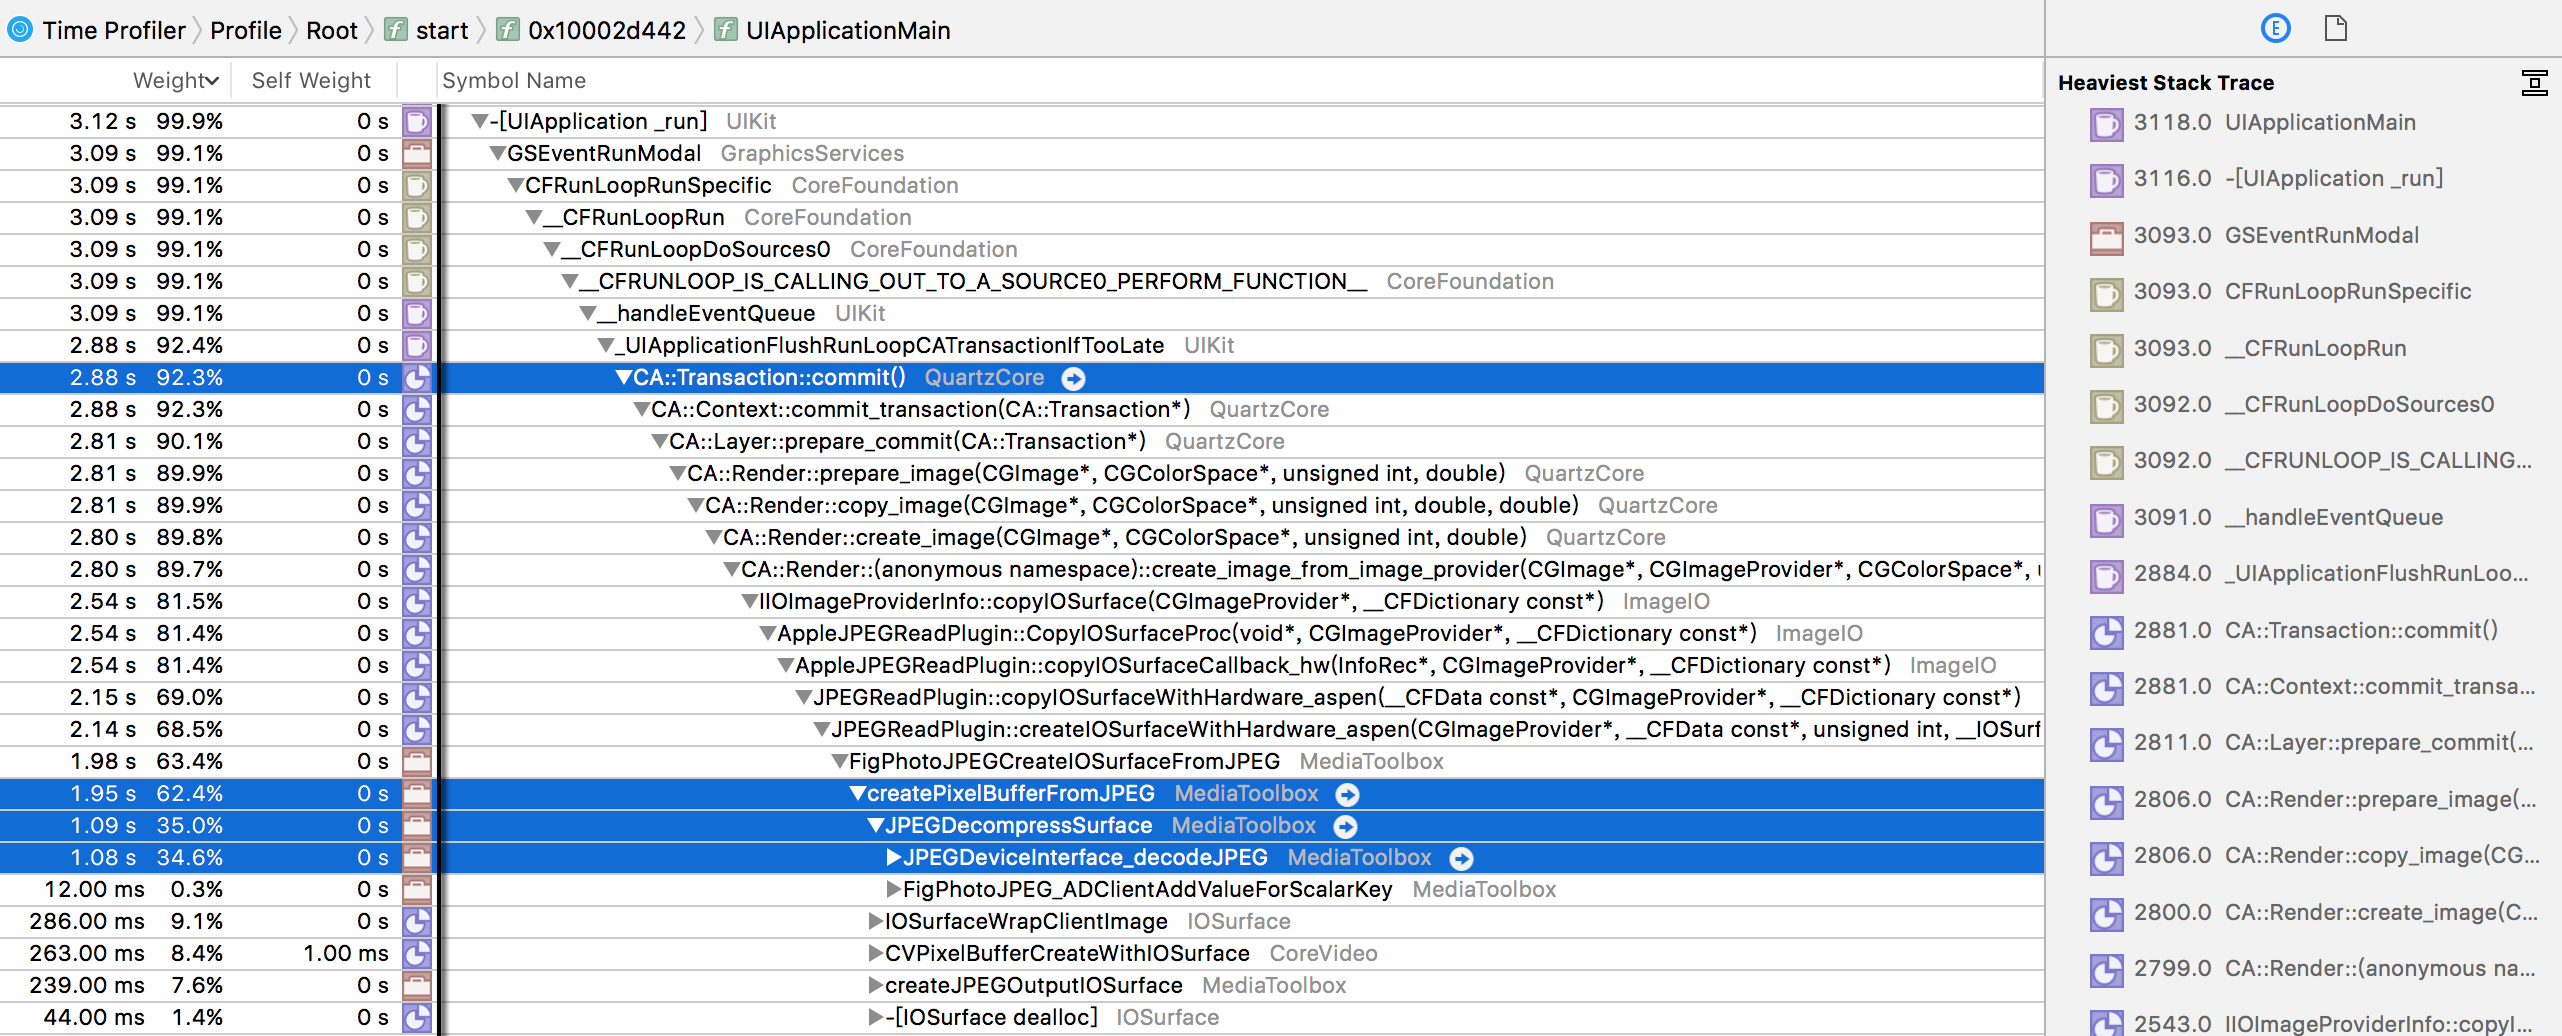 Time Profiler Profile Root start 0x10002d442 UIApplicationMain
Weight Self Weight Symbol Name
3.12 s 99.9% 0 s -[UIApplication _run] UIKit
3.09 s 99.1% 0 s GSEventRunModal GraphicsServices
3.09 s 99.1% 0 s CFRunLoopRunSpecific CoreFoundation
3.09 s 99.1% 0 s __CFRunLoopRun CoreFoundation
3.09 s 99.1% 0 s __CFRunLoopDoSources0 CoreFoundation
3.09 s 99.1% 0 s __CFRUNLOOP_IS_CALLING_OUT_TO_A_SOURCE0_PERFORM_FUNCTION__ CoreFoundation
3.09 s 99.1% 0 s __handleEventQueue UIKit
2.88 s 92.4% 0 s _UIApplicationFlushRunLoopCATransactionIfTooLate UIKit
2.88 s 92.3% 0 s CA::Transaction::commit() QuartzCore
2.88 s 92.3% 0 s CA::Context::commit_transaction(CA::Transaction*) QuartzCore
2.81 s 90.1% 0 s CA::Layer::prepare_commit(CA::Transaction*) QuartzCore
2.81 s 89.9% 0 s CA::Render::prepare_image(CGImage*, CGColorSpace*, unsigned int, double) QuartzCore
2.81 s 89.9% 0 s CA::Render::copy_image(CGImage*, CGColorSpace*, unsigned int, double, double) QuartzCore
2.80 s 89.8% 0 s CA::Render::create_image(CGImage*, CGColorSpace*, unsigned int, double) QuartzCore
2.80 s 89.7% 0 s CA::Render::(anonymous namespace)::create_image_from_image_provider(CGImage*, CGImageProvider*, CGColorSpace*,
2.54 s 81.5% 0 s IIOImageProviderInfo::copyIOSurface(CGImageProvider*, __CFDictionary const*) ImageIO
2.54 s 81.4% 0 s AppleJPEGReadPlugin::CopyIOSurfaceProc(void*, CGImageProvider*, __CFDictionary const*) ImageIO
2.54 s 81.4% 0 s AppleJPEGReadPlugin::copyIOSurfaceCallback_hw(InfoRec*, CGImageProvider*, __CFDictionary const*) ImageIO
2.15 s 69.0% 0 s JPEGReadPlugin::copyIOSurfaceWithHardware_aspen(__CFData const*, CGImageProvider*, __CFDictionary const*)
2.14 s 68.5% 0 s JPEGReadPlugin::createIOSurfaceWithHardware_aspen(CGImageProvider*, __CFData const*, unsigned int, __IOSurf
1.98 s 63.4% 0 s FigPhotoJPEGCreateIOSurfaceFromJPEG MediaToolbox
1.95 s 62.4% 0 s createPixelBufferFromJPEG MediaToolbox
1.09 s 35.0% 0 s JPEGDecompressSurface MediaToolbox
1.08 s 34.6% 0 s JPEGDeviceInterface_decodeJPEG MediaToolbox
12.00 ms 0.3% 0 s FigPhotoJPEG_ADClientAddValueForScalarKey MediaToolbox
286.00 ms 9.1% 0 s IOSurfaceWrapClientImage IOSurface
263.00 ms 8.4% 1.00 ms CVPixelBufferCreateWithIOSurface CoreVideo
239.00 ms 7.6% 0 s createJPEGOutputIOSurface MediaToolbox
44.00 ms 1.4% 0 s -[IOSurface dealloc] IOSurface
E
Heaviest Stack Trace
3118.0 UIApplicationMain
3116.0 -[UIApplication _run]
3093.0 GSEventRunModal
3093.0 CFRunLoopRunSpecific
3093.0 __CFRunLoopRun
3092.0 __CFRunLoopDoSources0
3092.0 __CFRUNLOOP_IS_CALLING...
3091.0 __handleEventQueue
2884.0 _UIApplicationFlushRunLoo...
2881.0 CA::Transaction::commit()
2881.0 CA::Context::commit_transa...
2811.0 CA::Layer::prepare_commit(...
2806.0 CA::Render::prepare_image(...
2806.0 CA::Render::copy_image(CG...
2800.0 CA::Render::create_image(C...
2799.0 CA::Render::(anonymous na...
2543.0 IIOImageProviderInfo::copyI...